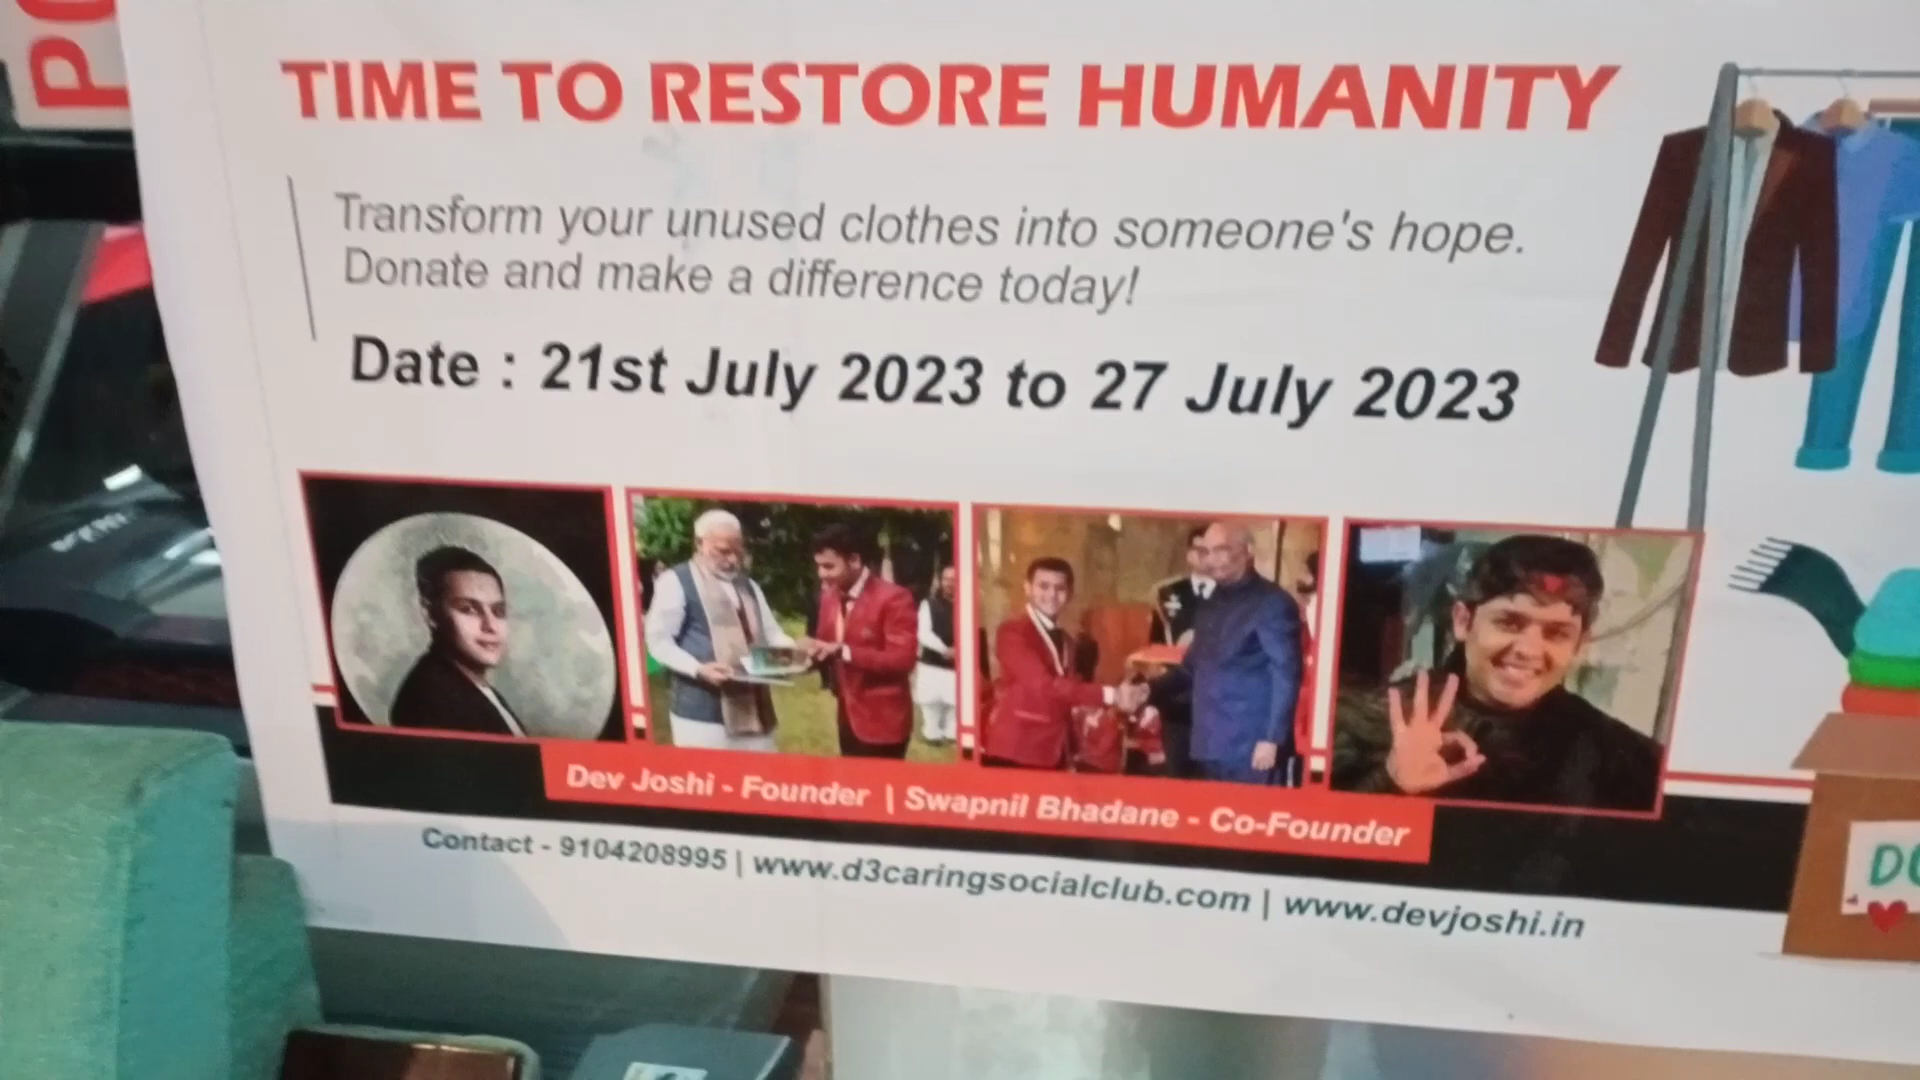 PO
TIME TO RESTORE HUMANITY
Transform your unused clothes into someone's hope.
Donate and make a difference today!
Date : 21st July 2023 to 27 July 2023
Dev Joshi - Founder | Swapnil Bhadane - Co-Founder
Contact - 9104208995 | www.d3caringsocialclub.com | www.devjoshi.in
DO